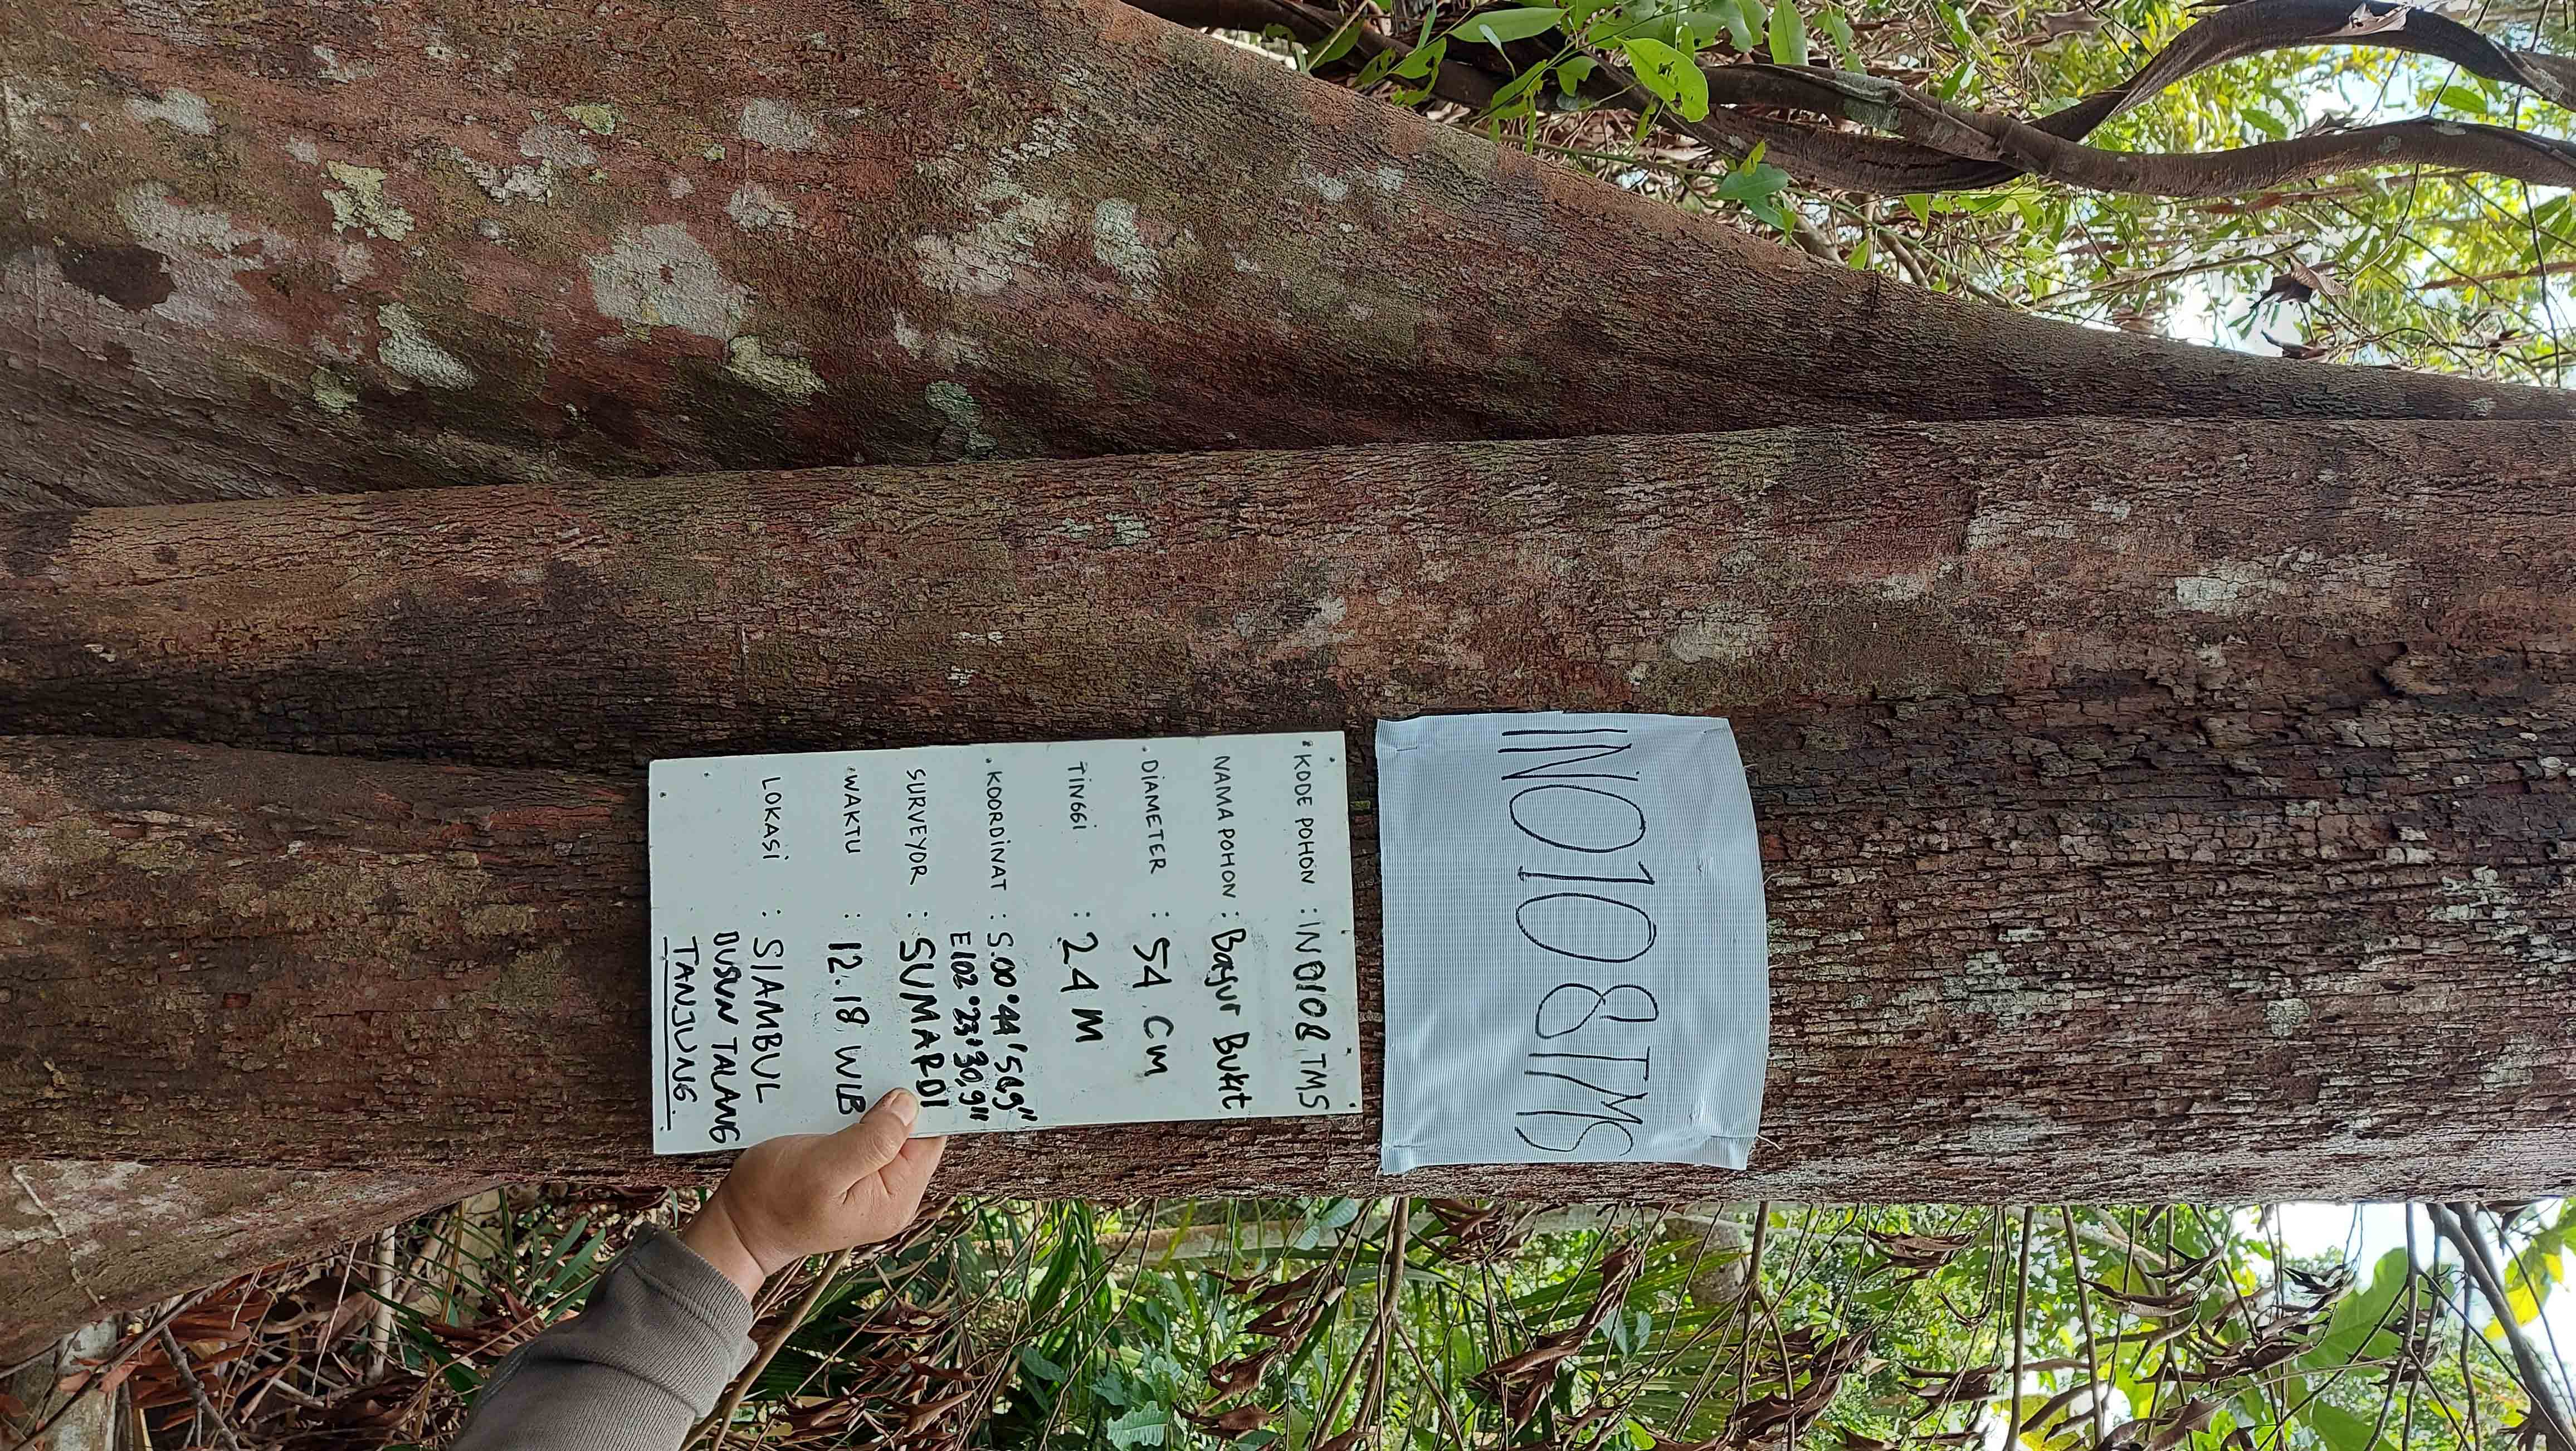 IN0108TMS
KODE POHON : IN0108 TMS
NAMA POHON : Bagur Bukit
DIAMETER : 54 CM
TINGGI : 24 M
KOORDINAT : S.00°44'56,9"
E102°23'30,9"
SURVEYOR : SUMARDI
WAKTU : 12.18 WIB
LOKASI : SIAMBUL
DUSUN TALANG
TANJUNG.